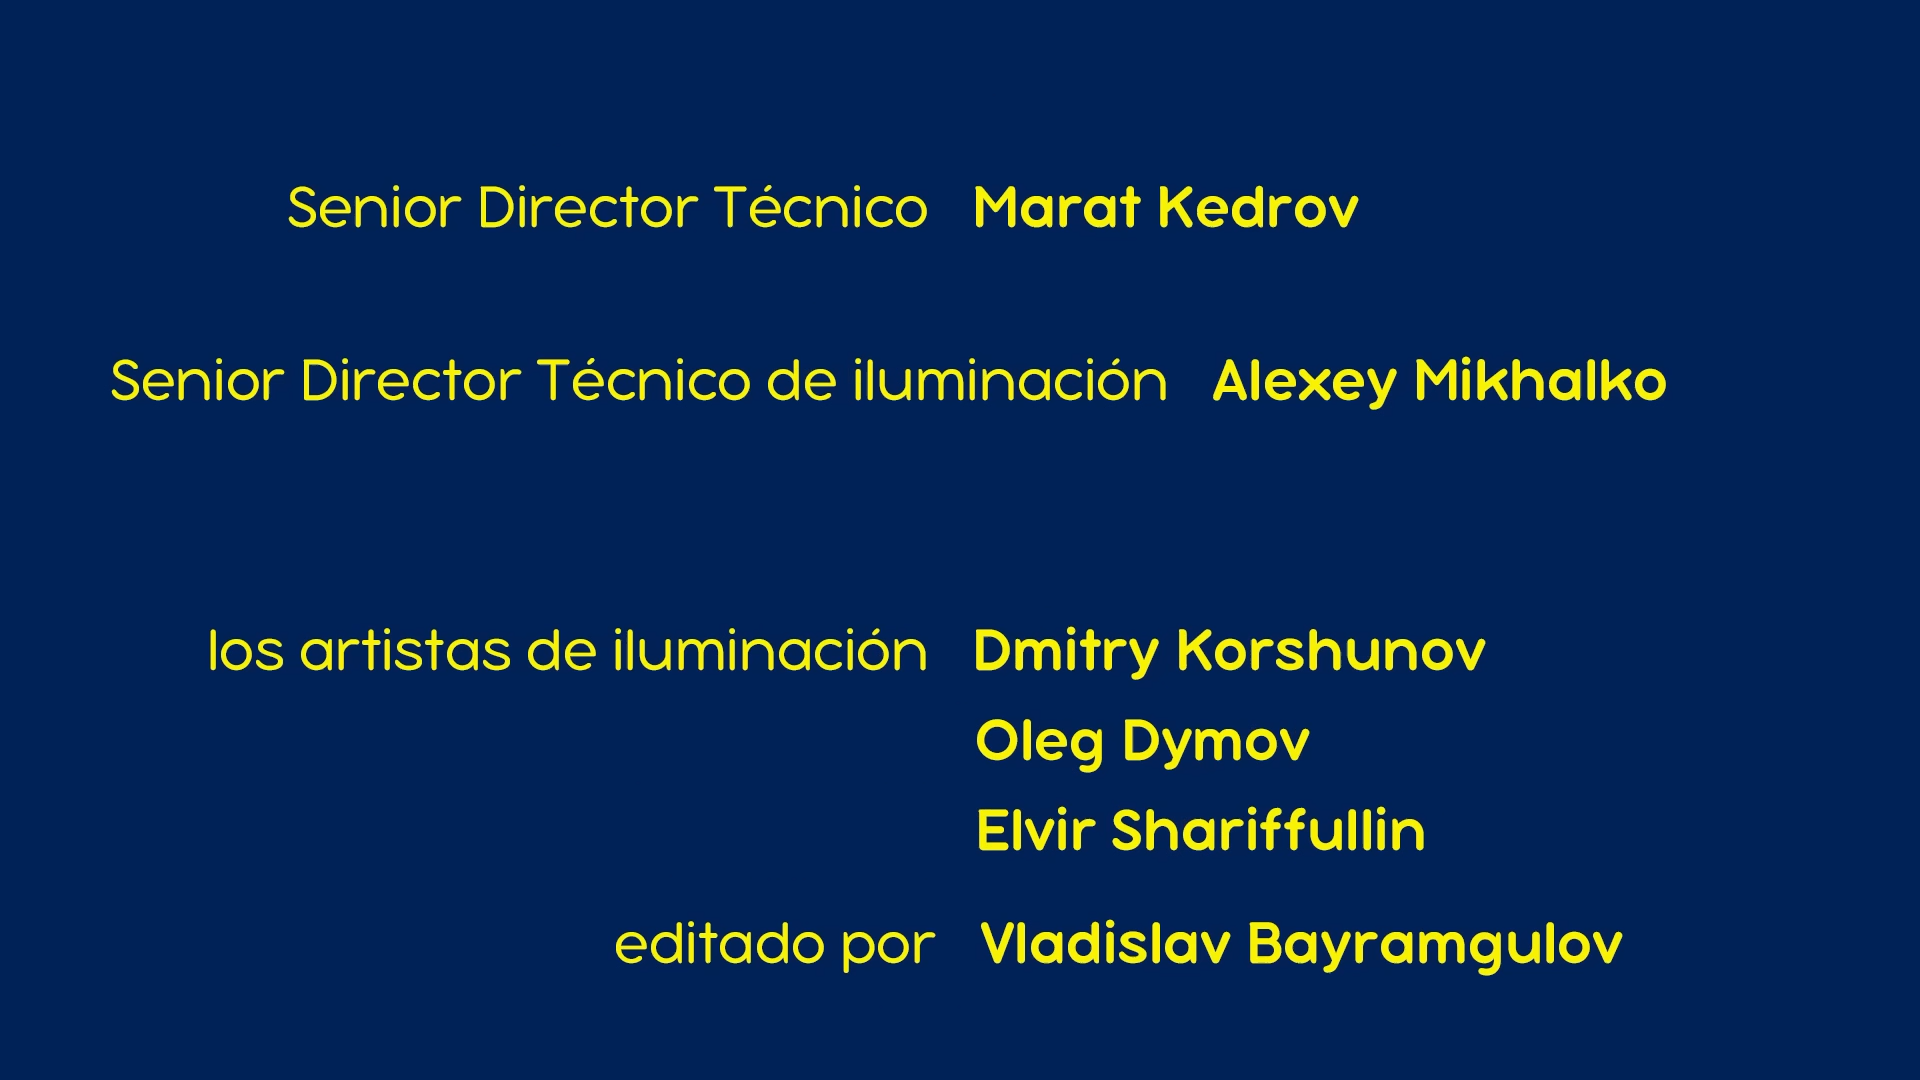 Senior Director Técnico Marat Kedrov
Senior Director Técnico de iluminación Alexey Mikhalko
los artistas de iluminación Dmitry Korshunov
Oleg Dymov
Elvir Shariffullin
editado por Vladislav Bayramgulov